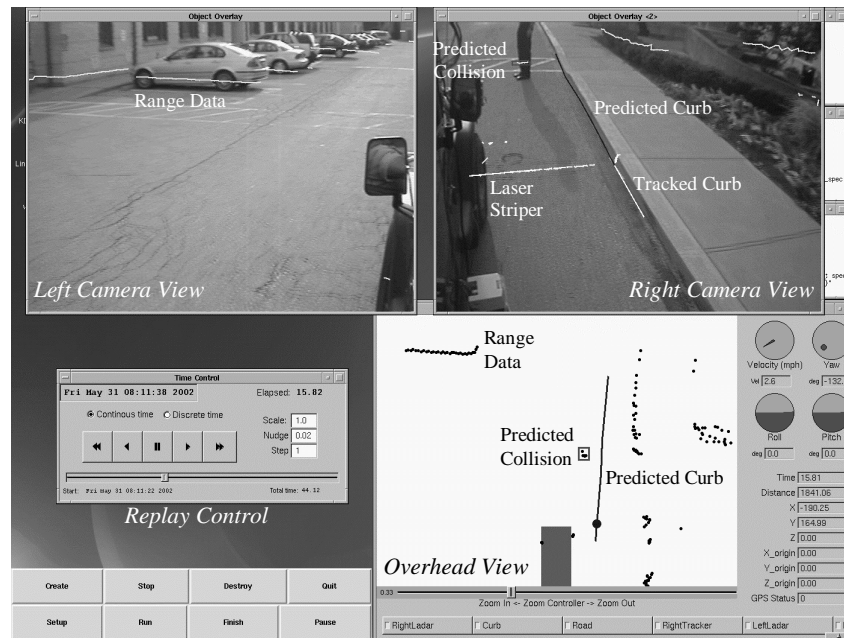 Object Overlay
Object Overlay <2>
Range Data
Left Camera View
Predicted
Collision
Predicted Curb
Laser
Striper
Tracked Curb
Right Camera View
Lin
_spec
spec
Time Control
Fri May 31 08:11:38 2002
Elapsed: 15.82
Continous time
Discrete time
Scale: 1.0
Nudge 0.02
Step 1
Start: Fri may 31 08:11:22 2002
Total time: 44.12
Replay Control
Create
Stop
Destroy
Quit
Setup
Run
Finish
Pause
Range
Data
Predicted
Collision
Predicted Curb
Overhead View
0.33
Zoom In <- Zoom Controller -> Zoom Out
RightLadar
Curb
Road
RightTracker
LeftLadar
Velocity (mph)
Yaw
Vel 2.6
deg -132.
Roll
Pitch
deg 0.0
deg 0.0
Time 15.81
Distance 1841.06
X -190.25
Y 164.99
Z 0.00
X_origin 0.00
Y_origin 0.00
Z_origin 0.00
GPS Status 0